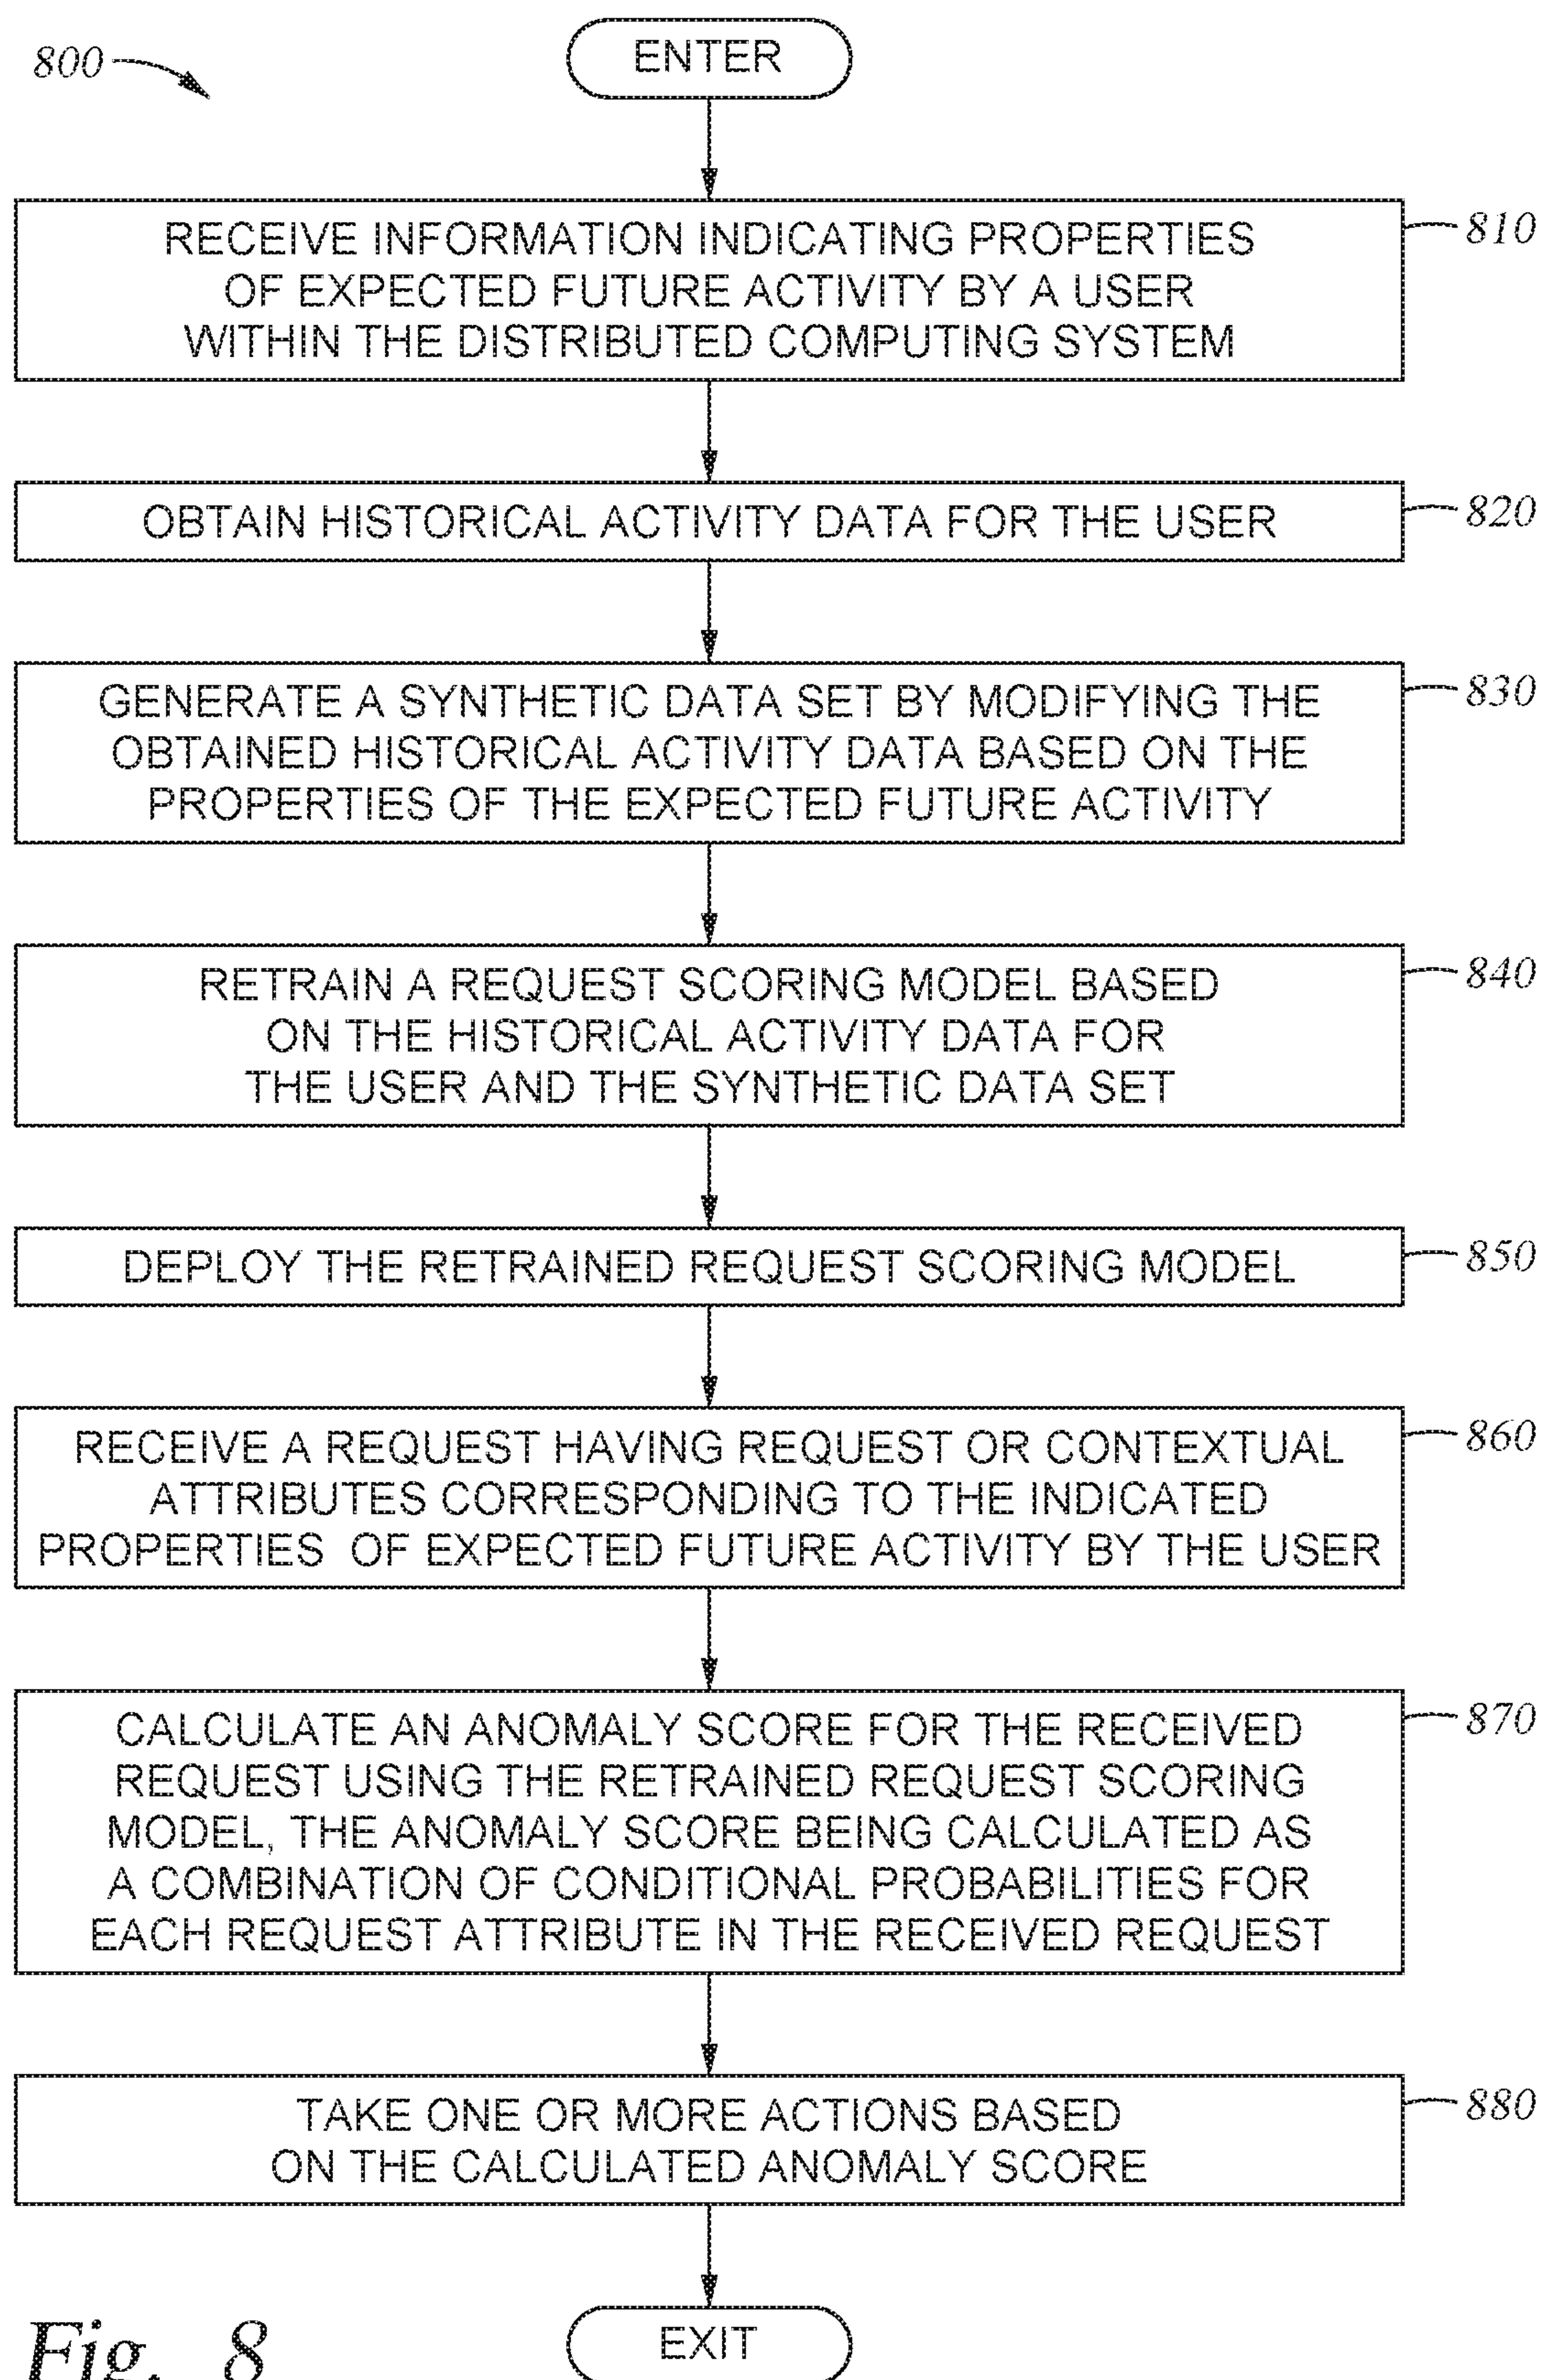 800
ENTER
RECEIVE INFORMATION INDICATING PROPERTIES
OF EXPECTED FUTURE ACTIVITY BY A USER
WITHIN THE DISTRIBUTED COMPUTING SYSTEM
810
OBTAIN HISTORICAL ACTIVITY DATA FOR THE USER
820
GENERATE A SYNTHETIC DATA SET BY MODIFYING THE
OBTAINED HISTORICAL ACTIVITY DATA BASED ON THE
PROPERTIES OF THE EXPECTED FUTURE ACTIVITY
830
RETRAIN A REQUEST SCORING MODEL BASED
ON THE HISTORICAL ACTIVITY DATA FOR
THE USER AND THE SYNTHETIC DATA SET
840
DEPLOY THE RETRAINED REQUEST SCORING MODEL
850
RECEIVE A REQUEST HAVING REQUEST OR CONTEXTUAL
ATTRIBUTES CORRESPONDING TO THE INDICATED
PROPERTIES OF EXPECTED FUTURE ACTIVITY BY THE USER
860
CALCULATE AN ANOMALY SCORE FOR THE RECEIVED
REQUEST USING THE RETRAINED REQUEST SCORING
MODEL, THE ANOMALY SCORE BEING CALCULATED AS
A COMBINATION OF CONDITIONAL PROBABILITIES FOR
EACH REQUEST ATTRIBUTE IN THE RECEIVED REQUEST
870
TAKE ONE OR MORE ACTIONS BASED
ON THE CALCULATED ANOMALY SCORE
880
EXIT
Fig. 8